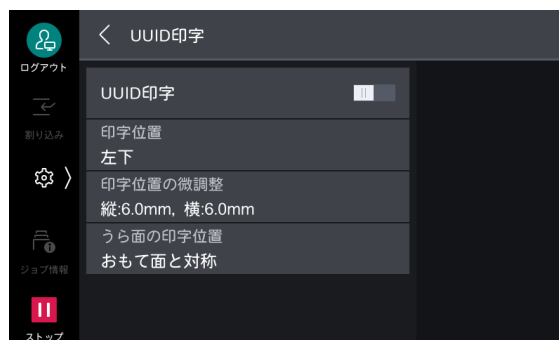 UUID印字
ログアウト
UUID印字
割り込み
印字位置
左下
印字位置の微調整
縦:6.0mm, 横:6.0mm
うら面の印字位置
おもて面と対称
ジョブ情報
ストップ